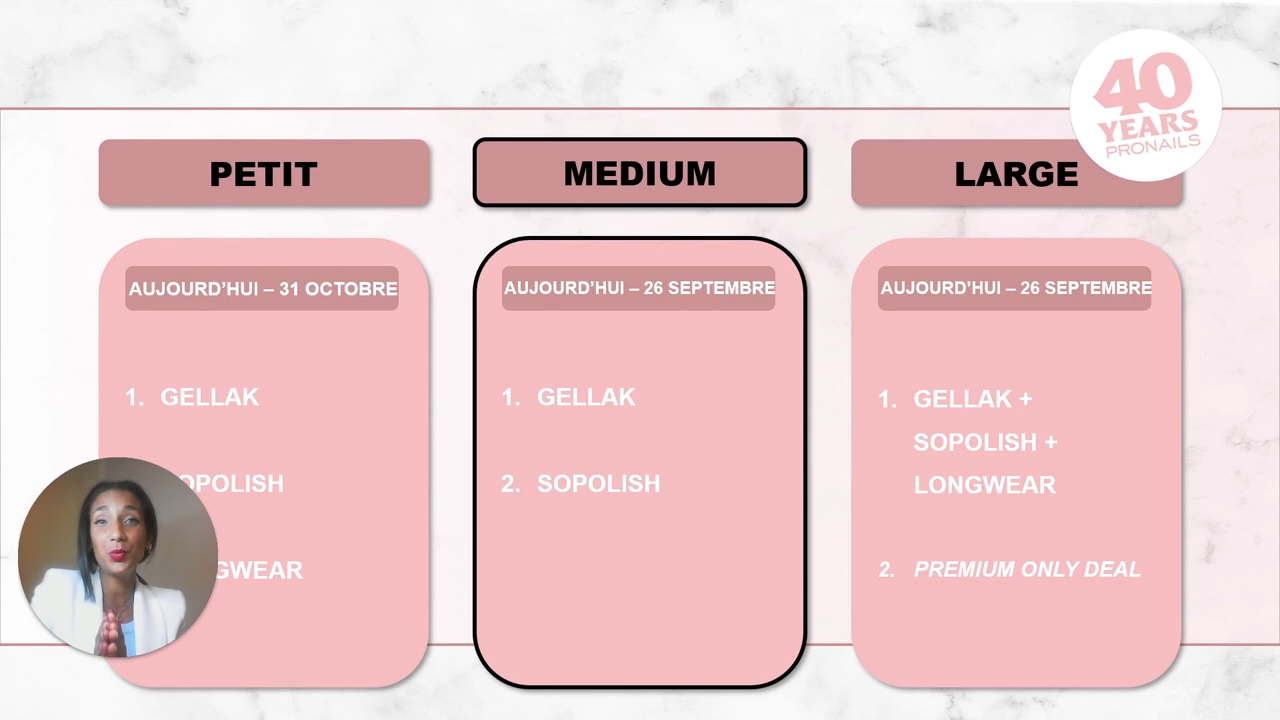 40
YEARS
PRONAILS
PETIT
MEDIUM
LARGE
AUJOURD'HUI – 31 OCTOBRE
1. GELLAK
AUJOURD'HUI – 26 SEPTEMBRE
1. GELLAK
2. SOPOLISH
AUJOURD'HUI – 26 SEPTEMBRE
1. GELLAK +
SOPOLISH +
LONGWEAR
2. PREMIUM ONLY DEAL